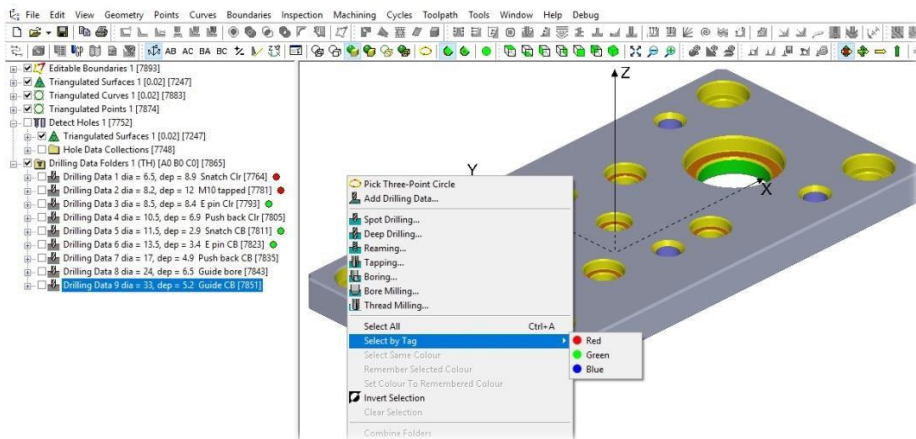 File Edit View Geometry Points Curves Boundaries Inspection Machining Cycles Toolpath Tools Window Help Debug
AB AC BA BC
Editable Boundaries 1 [7893]
Triangulated Surfaces 1 [0.02] [7247]
Triangulated Curves 1 [0.02] [7883]
Triangulated Points 1 [7874]
Detect Holes 1 [7752]
Triangulated Surfaces 1 [0.02] [7247]
Hole Data Collections [7748]
Drilling Data Folders 1 (TH) [A0 B0 C0] [7865]
Drilling Data 1 dia = 6.5, dep = 8.9 Snatch Clr [7764]
Drilling Data 2 dia = 8.2, dep = 12 M10 tapped [7781]
Drilling Data 3 dia = 8.5, dep = 8.4 E pin Clr [7793]
Drilling Data 4 dia = 10.5, dep = 6.9 Push back Clr [7805]
Drilling Data 5 dia = 11.5, dep = 2.9 Snatch CB [7811]
Drilling Data 6 dia = 13.5, dep = 3.4 E pin CB [7823]
Drilling Data 7 dia = 17, dep = 4.9 Push back CB [7835]
Drilling Data 8 dia = 24, dep = 6.5 Guide bore [7843]
Drilling Data 9 dia = 33, dep = 5.2 Guide CB [7851]
Z
Y
X
Pick Three-Point Circle
Add Drilling Data...
Spot Drilling...
Deep Drilling...
Reaming...
Tapping...
Boring...
Bore Milling...
Thread Milling...
Select All Ctrl+A
Select by Tag
Red
Green
Blue
Select Same Colour
Remember Selected Colour
Set Colour To Remembered Colour
Invert Selection
Clear Selection
Combine Folders